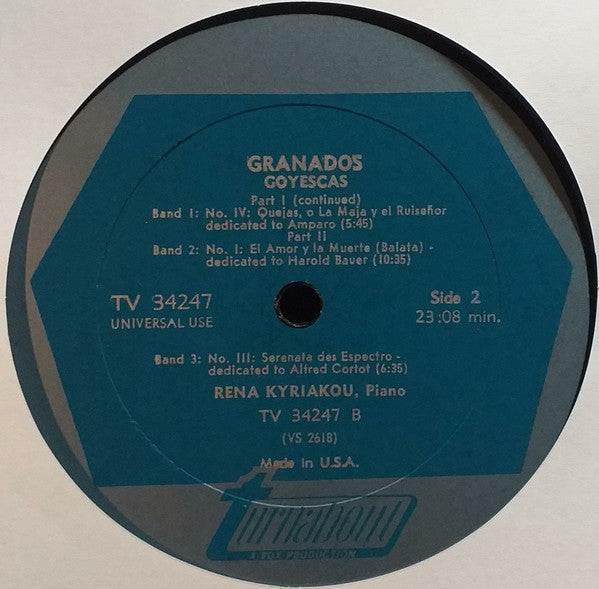 GRANADOS
GOYESCAS
Part I (continued)
Band 1: No. IV: Quejas, o La Maja y el Ruiseñor
dedicated to Amparo (5:45)
Part II
Band 2: No. I: El Amor y la Muerte (Balata) -
dedicated to Harold Bauer (10:35)
TV 34247
UNIVERSAL USE
Side 2
23:08 min.
Band 3: No. III: Serenata des Espectro -
dedicated to Alfred Cortot (6:35)
RENA KYRIAKOU, Piano
TV 34247 B
(VS 2618)
Made in U.S.A.
Turnabout
A VOX PRODUCTION